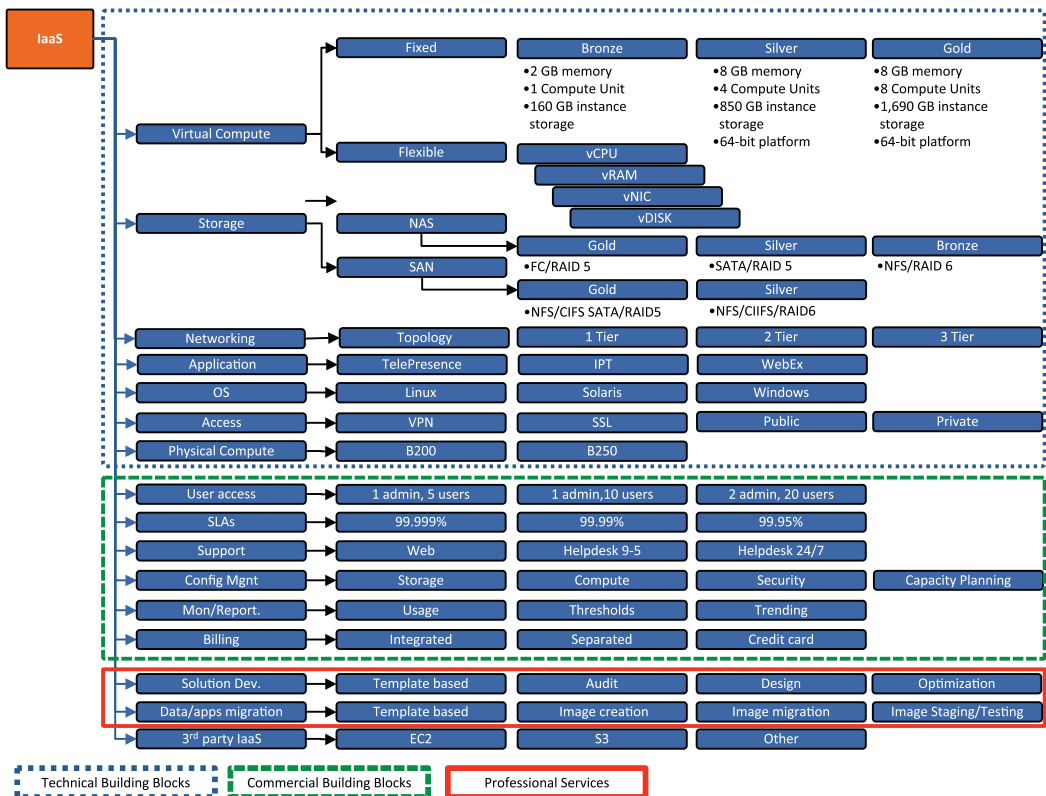 IaaS
Fixed
Bronze
Silver
Gold
•2 GB memory
•1 Compute Unit
•160 GB instance
storage
•8 GB memory
•4 Compute Units
•850 GB instance
storage
•64-bit platform
•8 GB memory
•8 Compute Units
•1,690 GB instance
storage
•64-bit platform
Virtual Compute
Flexible
vCPU
vRAM
vNIC
vDISK
Storage
NAS
Gold
Silver
Bronze
•FC/RAID 5
•SATA/RAID 5
•NFS/RAID 6
SAN
Gold
Silver
•NFS/CIFS SATA/RAID5
•NFS/CIIFS/RAID6
Networking
Topology
1 Tier
2 Tier
3 Tier
Application
TelePresence
IPT
WebEx
OS
Linux
Solaris
Windows
Access
VPN
SSL
Public
Private
Physical Compute
B200
B250
User access
1 admin, 5 users
1 admin,10 users
2 admin, 20 users
SLAs
99.999%
99.99%
99.95%
Support
Web
Helpdesk 9-5
Helpdesk 24/7
Config Mgnt
Storage
Compute
Security
Capacity Planning
Mon/Report.
Usage
Thresholds
Trending
Billing
Integrated
Separated
Credit card
Solution Dev.
Template based
Audit
Design
Optimization
Data/apps migration
Template based
Image creation
Image migration
Image Staging/Testing
3rd party IaaS
EC2
S3
Other
Technical Building Blocks
Commercial Building Blocks
Professional Services